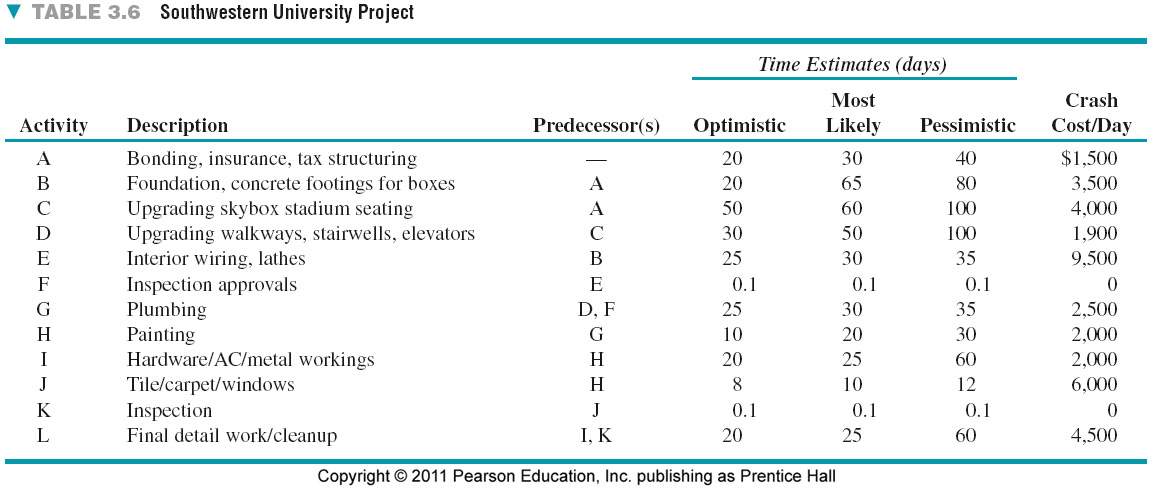 ▼ TABLE 3.6 Southwestern University Project
Time Estimates (days)
Most Crash
Activity Description Predecessor(s) Optimistic Likely Pessimistic Cost/Day
A Bonding, insurance, tax structuring — 20 30 40 $1,500
B Foundation, concrete footings for boxes A 20 65 80 3,500
C Upgrading skybox stadium seating A 50 60 100 4,000
D Upgrading walkways, stairwells, elevators C 30 50 100 1,900
E Interior wiring, lathes B 25 30 35 9,500
F Inspection approvals E 0.1 0.1 0.1 0
G Plumbing D, F 25 30 35 2,500
H Painting G 10 20 30 2,000
I Hardware/AC/metal workings H 20 25 60 2,000
J Tile/carpet/windows H 8 10 12 6,000
K Inspection J 0.1 0.1 0.1 0
L Final detail work/cleanup I, K 20 25 60 4,500
Copyright © 2011 Pearson Education, Inc. publishing as Prentice Hall